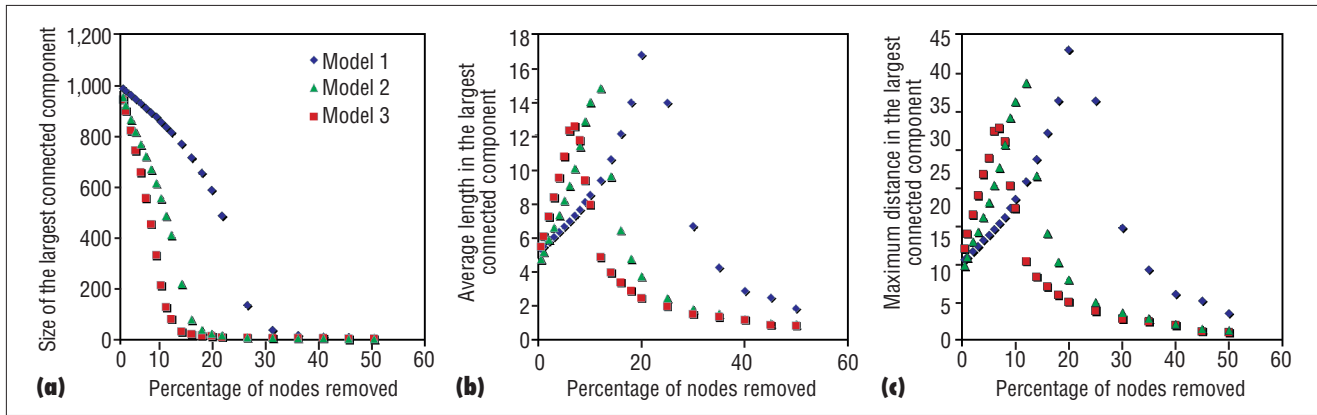 Size of the largest connected component
1,200
1,000
800
600
400
200
0
0 10 20 30 40 50 60
Model 1
Model 2
Model 3
(a)
Percentage of nodes removed
Average length in the largest
connected component
18
16
14
12
10
8
6
4
2
0
0 20 40 60
(b)
Percentage of nodes removed
Maximum distance in the largest
connected component
45
35
40
35
30
20
15
10
5
0
0 10 20 30 40 50 60
(c)
Percentage of nodes removed